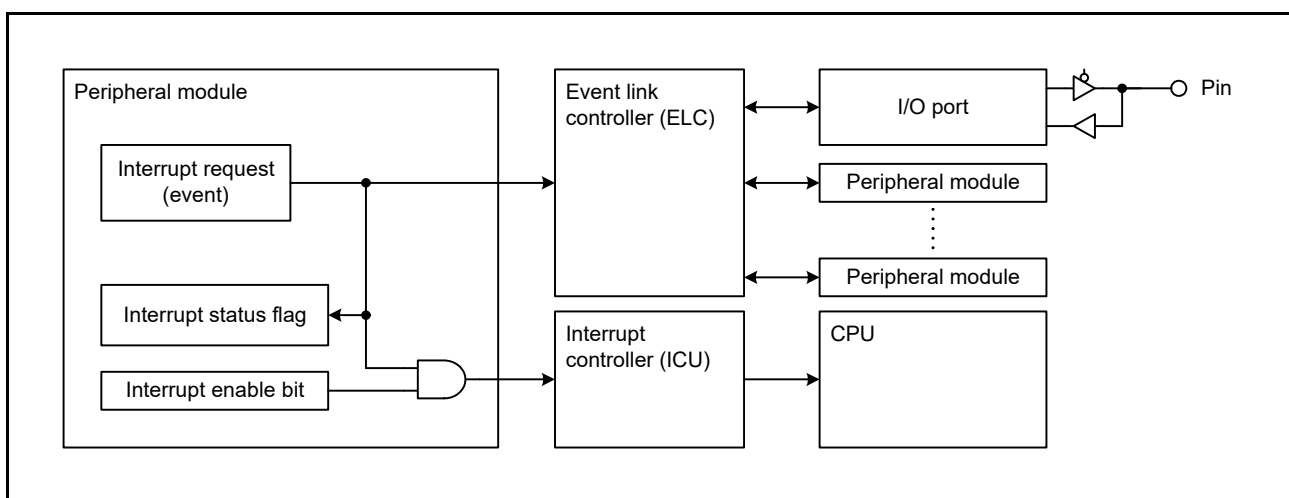 Peripheral module
Interrupt request
(event)
Interrupt status flag
Interrupt enable bit
Event link
controller (ELC)
Interrupt
controller (ICU)
I/O port
Pin
Peripheral module
Peripheral module
CPU